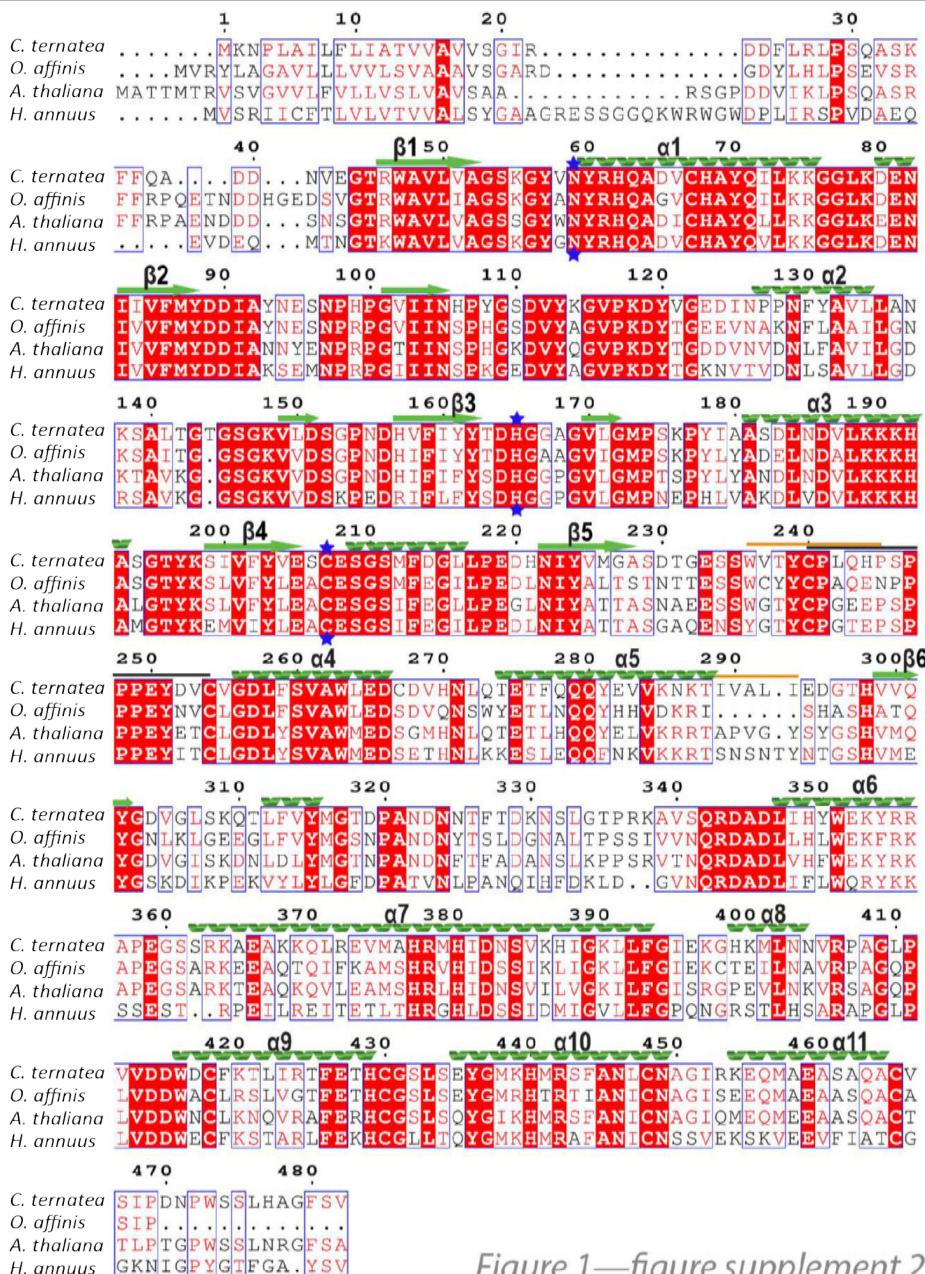 1 10 20 30
C. ternatea ........MKNPLAILFLIATVVAVVSGIR..............DDFLRLPSQASK
O. affinis ....MVRYLAGAVLLLVVLSVAAAVSGARD.............GDYLHLPSEVSR
A. thaliana MATTMTRVSVGVVLFVLLVSLVAVSAA............RSGPDDVIKLPSQASR
H. annuus ......MVSRIICFTLVLVTVVALSYGAAGRESSGGQKWRWGWDPLIRSPVDAEQ
40 β1 50 60 α1 70 80
C. ternatea FFQA....DD...NVEGTRWAVLVAGSKGYVNYRHQADVCHAYQILKKGGLKDEN
O. affinis FFRPQETNDDHGEDSVGTRWAVLIAGSKGYANYRHQAGVCHAYQILKRGGLKDEN
A. thaliana FFRPAENDDD...SNSGTRWAVLVAGSSGYWNYRHQADICHAYQLLRKGGLKEEN
H. annuus .....EVDEQ...MTNGTKWAVLVAGSKGYGNYRHQADVCHAYQVLKKGGLKDEN
β2 90 100 110 120 130 α2
C. ternatea IIVFMYDDIAYNESNPHPGVIINHPYGSDVYKGVPKDYVGEDINPPNFYAVLLAN
O. affinis IVVFMYDDIAYNESNPRPGVIINSPHGSDVYAGVPKDYTGEEVNAKNFLAAILGN
A. thaliana IVVFMYDDIANNYENPRPGTIINSPHGKDVYQGVPKDYTGDDVNVDNLFAVILGD
H. annuus IVVFMYDDIAKSEMNPRPGIIINSPKGEDVYAGVPKDYTGKNVTVDNLSAVLLGD
140 150 160 β3 170 180 α3 190
C. ternatea KSALTGTGSGKVLDSGPNDHVFIYYTDHGGAGVLGMPSKPYIAASDLNDVLKKKH
O. affinis KSAITG.GSGKVVDSGPNDHIFIYYTDHGAAGVIGMPSKPYLYADELNDALKKKH
A. thaliana KTAVKG.GSGKVVDSGPNDHIFIFYSDHGGPGVLGMPTSPYLYANDLNDVLKKKH
H. annuus RSAVKG.GSGKVVDSKPEDRIFLFYSDHGGPGVLGMPNEPHLVAKDLVDVLKKKH
200 β4 210 220 β5 230 240
C. ternatea ASGTYKSIVFYVESCESGSMFDGLLPEDHNIYVMGASDTGESSWVTYCPLQHPSP
O. affinis ASGTYKSLVFYLEACESGSMFEGLLPEDLNIYALTSTNTTESSWCYYCPAQENPP
A. thaliana ALGTYKSLVFYLEACESGSIFEGLLPEGLNIYATTASNAEESSWGTYCPGEEPSP
H. annuus AMGTYKEMVIYLEACESGSIFEGILPEDLNIYATTASGAQENSYGTYCPGTEPSP
250 260 α4 270 280 α5 290 300 β6
C. ternatea PPEYDVCVGDLFSVAWLEDCDVHNLQTETFQQQYEVVKNKTIVAL.IEDGTHVVQ
O. affinis PPEYNVCLGDLFSVAWLEDSDVQNSWYETLNQQYHHVDKRI......SHASHATQ
A. thaliana PPEYETCLGDLYSVAWMEDSGMHNLQTETLHQQYELVKRRTAPVG.YSYGSHVMQ
H. annuus PPEYITCLGDLYSVAWMEDSETHNLKKESLEQQFNKVKKRTSNSNTYNTGSHVME
310 320 330 340 350 α6
C. ternatea YGDVGLSKQTLFVYMGTDPANDNNTFTDKNSLGTPRKAVSQRDADLIHYWEKYRR
O. affinis YGNLKLGEEGLFVYMGSNPANDNYTSLDGNALTPSSIVVNQRDADLLHLWEKFRK
A. thaliana YGDVGISKDNLDLYMGTNPANDNFTFADANSLKPPSRVTNQRDADLVHFWEKYRK
H. annuus YGSKDIKPEKVYLYLGFDPATVNLPANQIHFDKLD..GVNQRDADLIFLWQRYKK
360 370 α7 380 390 400 α8 410
C. ternatea APEGSSRKAEAKKQLREVMAHRMHIDNSVKHIGKLLFGIEKGHKMLNNVRPAGLP
O. affinis APEGSARKEEAQTQIFKAMSHRVHIDSSIKLIGKLLFGIEKCTEILNAVRPAGQP
A. thaliana APEGSARKTEAQKQVLEAMSHRLHIDNSVILVGKILFGISRGPEVLNKVRSAGQP
H. annuus SSEST..RPEILREITETLTHRGHLDSSIDMIGVLLFGPQNGRSTLHSARAPGLP
420 α9 430 440 α10 450 460 α11
C. ternatea VVDDWDCFKTLIRTFETHCGSLSEYGMKHMRSFANLCNAGIRKEQMAEASAQACV
O. affinis LVDDWACLRSLVGTFETHCGSLSEYGMRHTRTIANICNAGISEEQMAEAASQACA
A. thaliana LVDDWNCLKNQVRAFERHCGSLSQYGIKHMRSFANICNAGIQMEQMEEAASQACT
H. annuus LVDDWECFKSTARLFEKHCGLLTQYGMKHMRAFANICNSSVEKSKVEEVFIATCG
470 480
C. ternatea SIPDNPWSSLHAGFSV
O. affinis SIP.............
A. thaliana TLPTGPWSSLNRGFSA
H. annuus GKNIGPYGTFGA.YSV
Figure 1—figure supplement 2